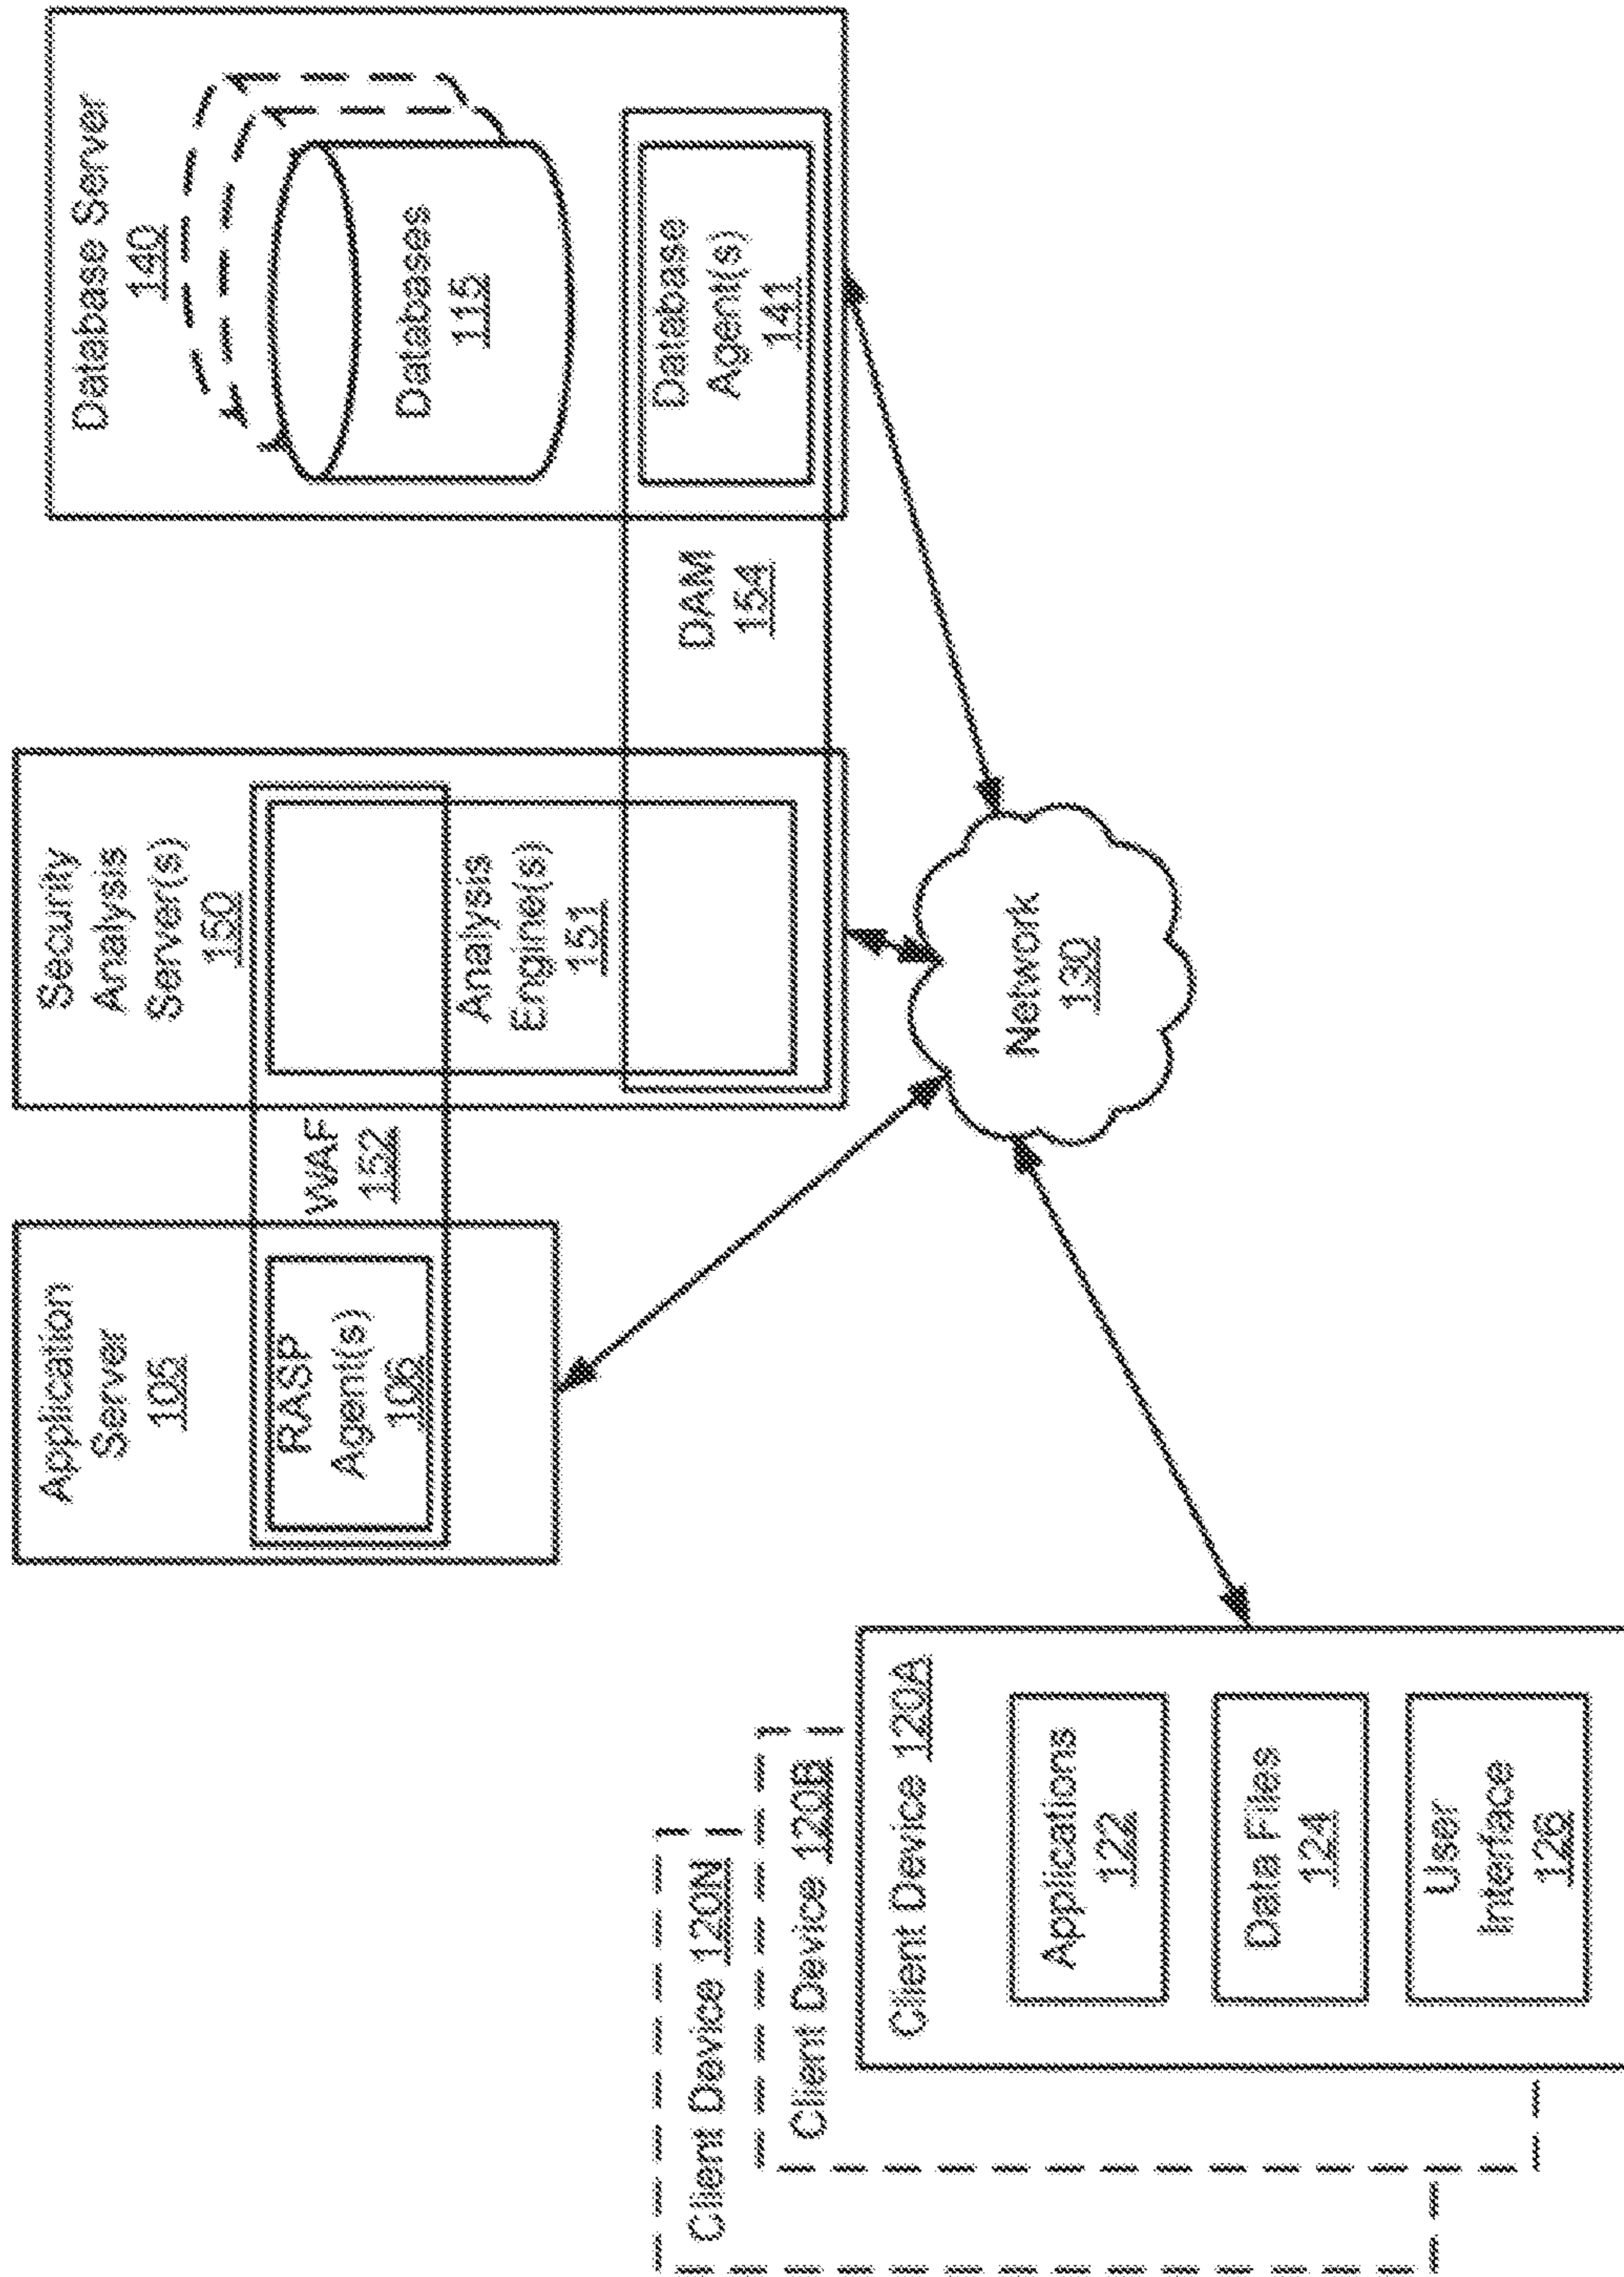 Application
Server
105
RASP
Agent(s)
106
WAF
152
Security
Analysis
Server(s)
150
Analysis
Engine(s)
151
DAM
154
Database Server
140
Databases
115
Database
Agent(s)
141
Network
130
Client Device 120N
Client Device 120B
Client Device 120A
Applications
122
Data Files
124
User
Interface
126